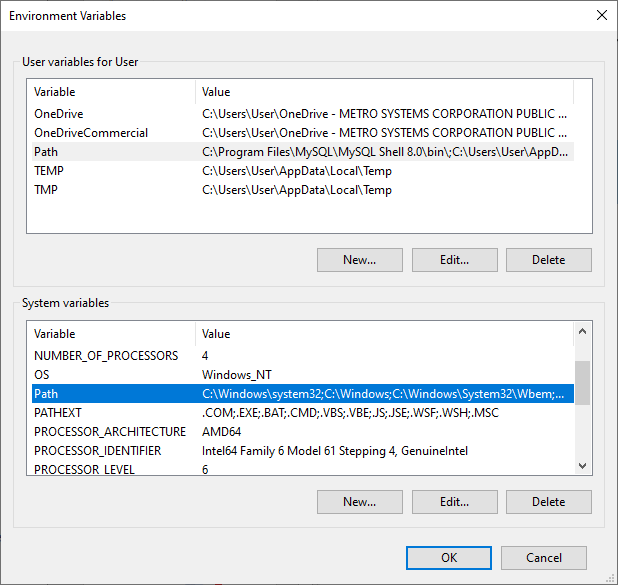 Environment Variables
User variables for User
Variable Value
OneDrive C:\Users\User\OneDrive - METRO SYSTEMS CORPORATION PUBLIC ...
OneDriveCommercial C:\Users\User\OneDrive - METRO SYSTEMS CORPORATION PUBLIC ...
Path C:\Program Files\MySQL\MySQL Shell 8.0\bin\;C:\Users\User\AppD...
TEMP C:\Users\User\AppData\Local\Temp
TMP C:\Users\User\AppData\Local\Temp
New... Edit... Delete
System variables
Variable Value
NUMBER_OF_PROCESSORS 4
OS Windows_NT
Path C:\Windows\system32;C:\Windows;C:\Windows\System32\Wbem;...
PATHEXT .COM;.EXE;.BAT;.CMD;.VBS;.VBE;.JS;.JSE;.WSF;.WSH;.MSC
PROCESSOR_ARCHITECTURE AMD64
PROCESSOR_IDENTIFIER Intel64 Family 6 Model 61 Stepping 4, GenuineIntel
PROCESSOR_LEVEL 6
New... Edit... Delete
OK Cancel